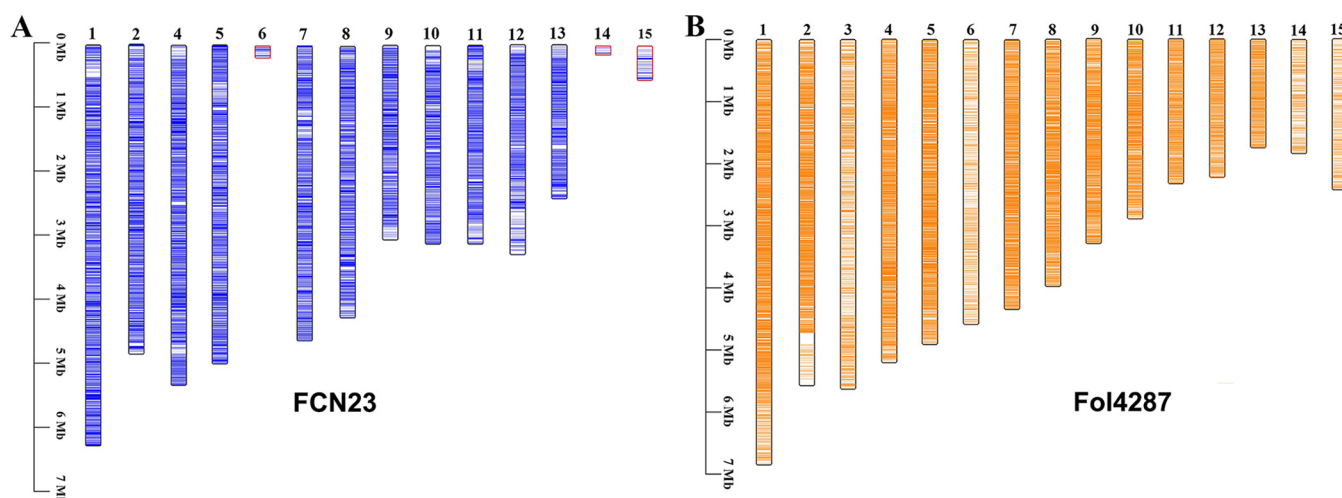 A
1 2 4 5 6 7 8 9 10 11 12 13 14 15
0 Mb
1 Mb
2 Mb
3 Mb
4 Mb
5 Mb
6 Mb
7 M
FCN23
B
1 2 3 4 5 6 7 8 9 10 11 12 13 14 15
0 Mb
1 Mb
2 Mb
3 Mb
4 Mb
5 Mb
6 Mb
7 Mb
Fol4287